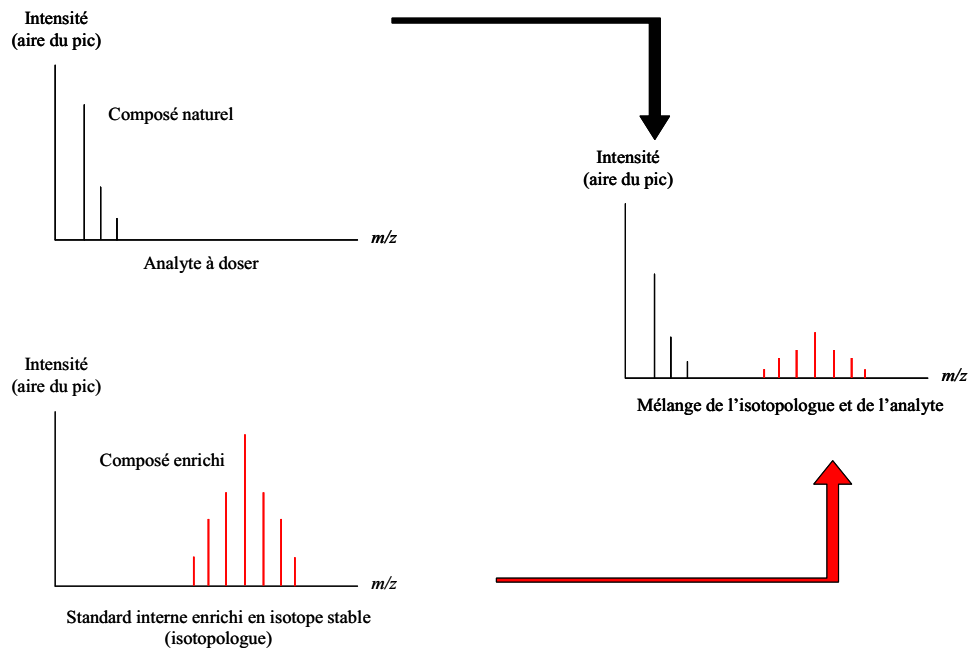 Intensité
(aire du pic)
Composé naturel
m/z
Analyte à doser
Intensité
(aire du pic)
m/z
Mélange de l’isotopologue et de l’analyte
Intensité
(aire du pic)
Composé enrichi
m/z
Standard interne enrichi en isotope stable
(isotopologue)